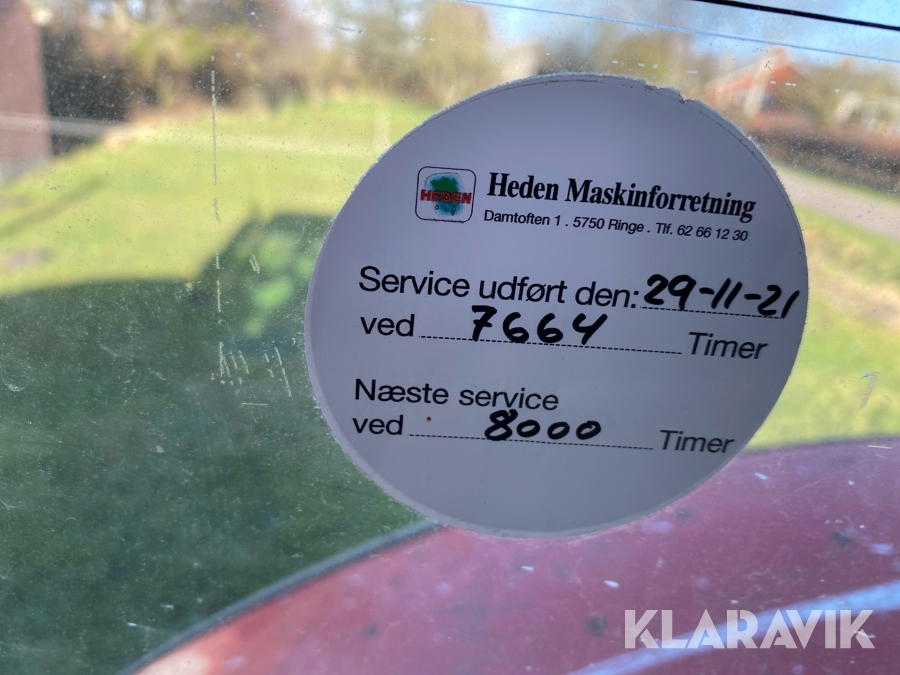 HEDEN
Heden Maskinforretning
Damtoften 1 . 5750 Ringe . Tlf. 62 66 12 30
Service udført den: 29-11-21
ved 7664 Timer
Næste service
ved 8000 Timer
KLARAVIK